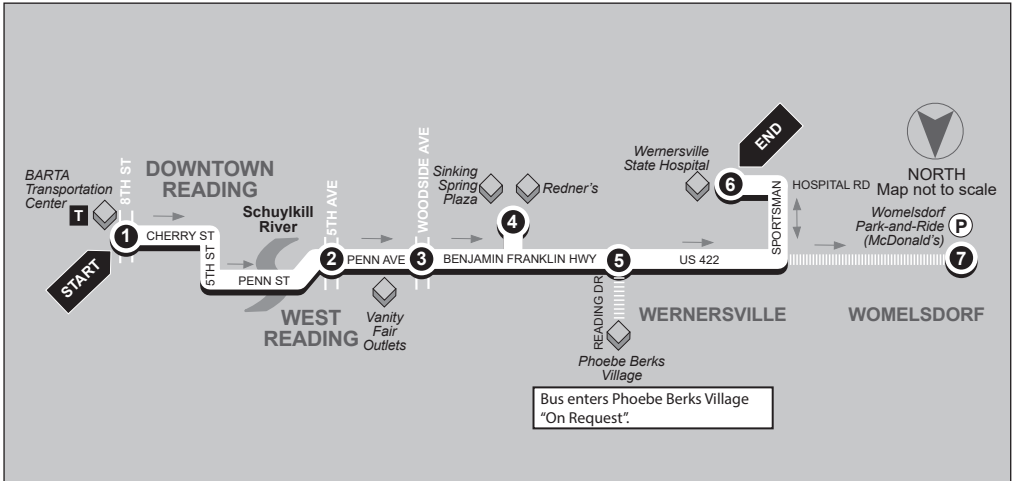 BARTA
Transportation
Center
T
8TH ST
DOWNTOWN
READING
1
CHERRY ST
START
5TH ST
Schuylkill
River
PENN ST
5TH AVE
2
PENN AVE
WEST
READING
Vanity
Fair
Outlets
WOODSIDE AVE
3
BENJAMIN FRANKLIN HWY
Sinking
Spring
Plaza
Redner's
4
5
READING DR
Phoebe Berks
Village
Bus enters Phoebe Berks Village
“On Request”.
US 422
WERNERSVILLE
Wernersville
State Hospital
6
END
SPORTSMAN
HOSPITAL RD
NORTH
Map not to scale
Womelsdorf
Park-and-Ride
(McDonald's)
P
7
WOMELSDORF